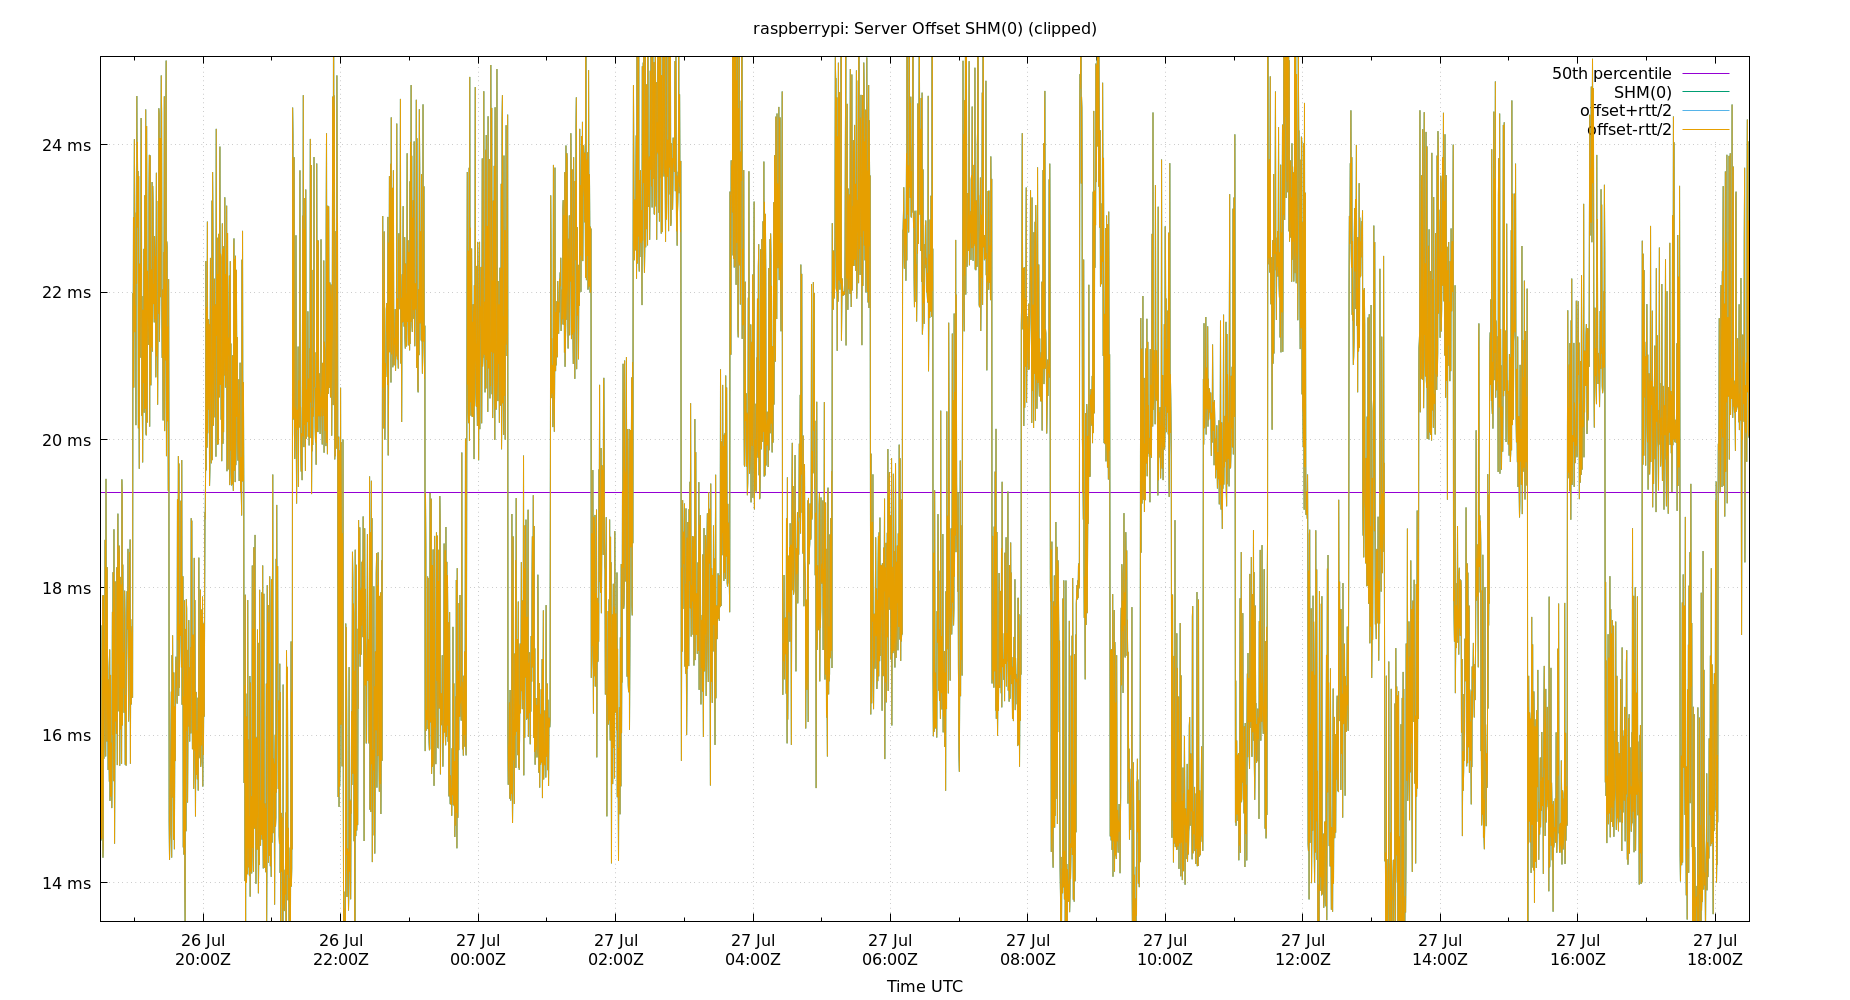 raspberrypi: Server Offset SHM(0) (clipped)
50th percentile
SHM(0)
offset+rtt/2
offset-rtt/2
24 ms
22 ms
20 ms
18 ms
16 ms
14 ms
26 Jul 26 Jul 27 Jul 27 Jul 27 Jul 27 Jul 27 Jul 27 Jul 27 Jul 27 Jul 27 Jul 27 Jul
20:00Z 22:00Z 00:00Z 02:00Z 04:00Z 06:00Z 08:00Z 10:00Z 12:00Z 14:00Z 16:00Z 18:00Z
Time UTC